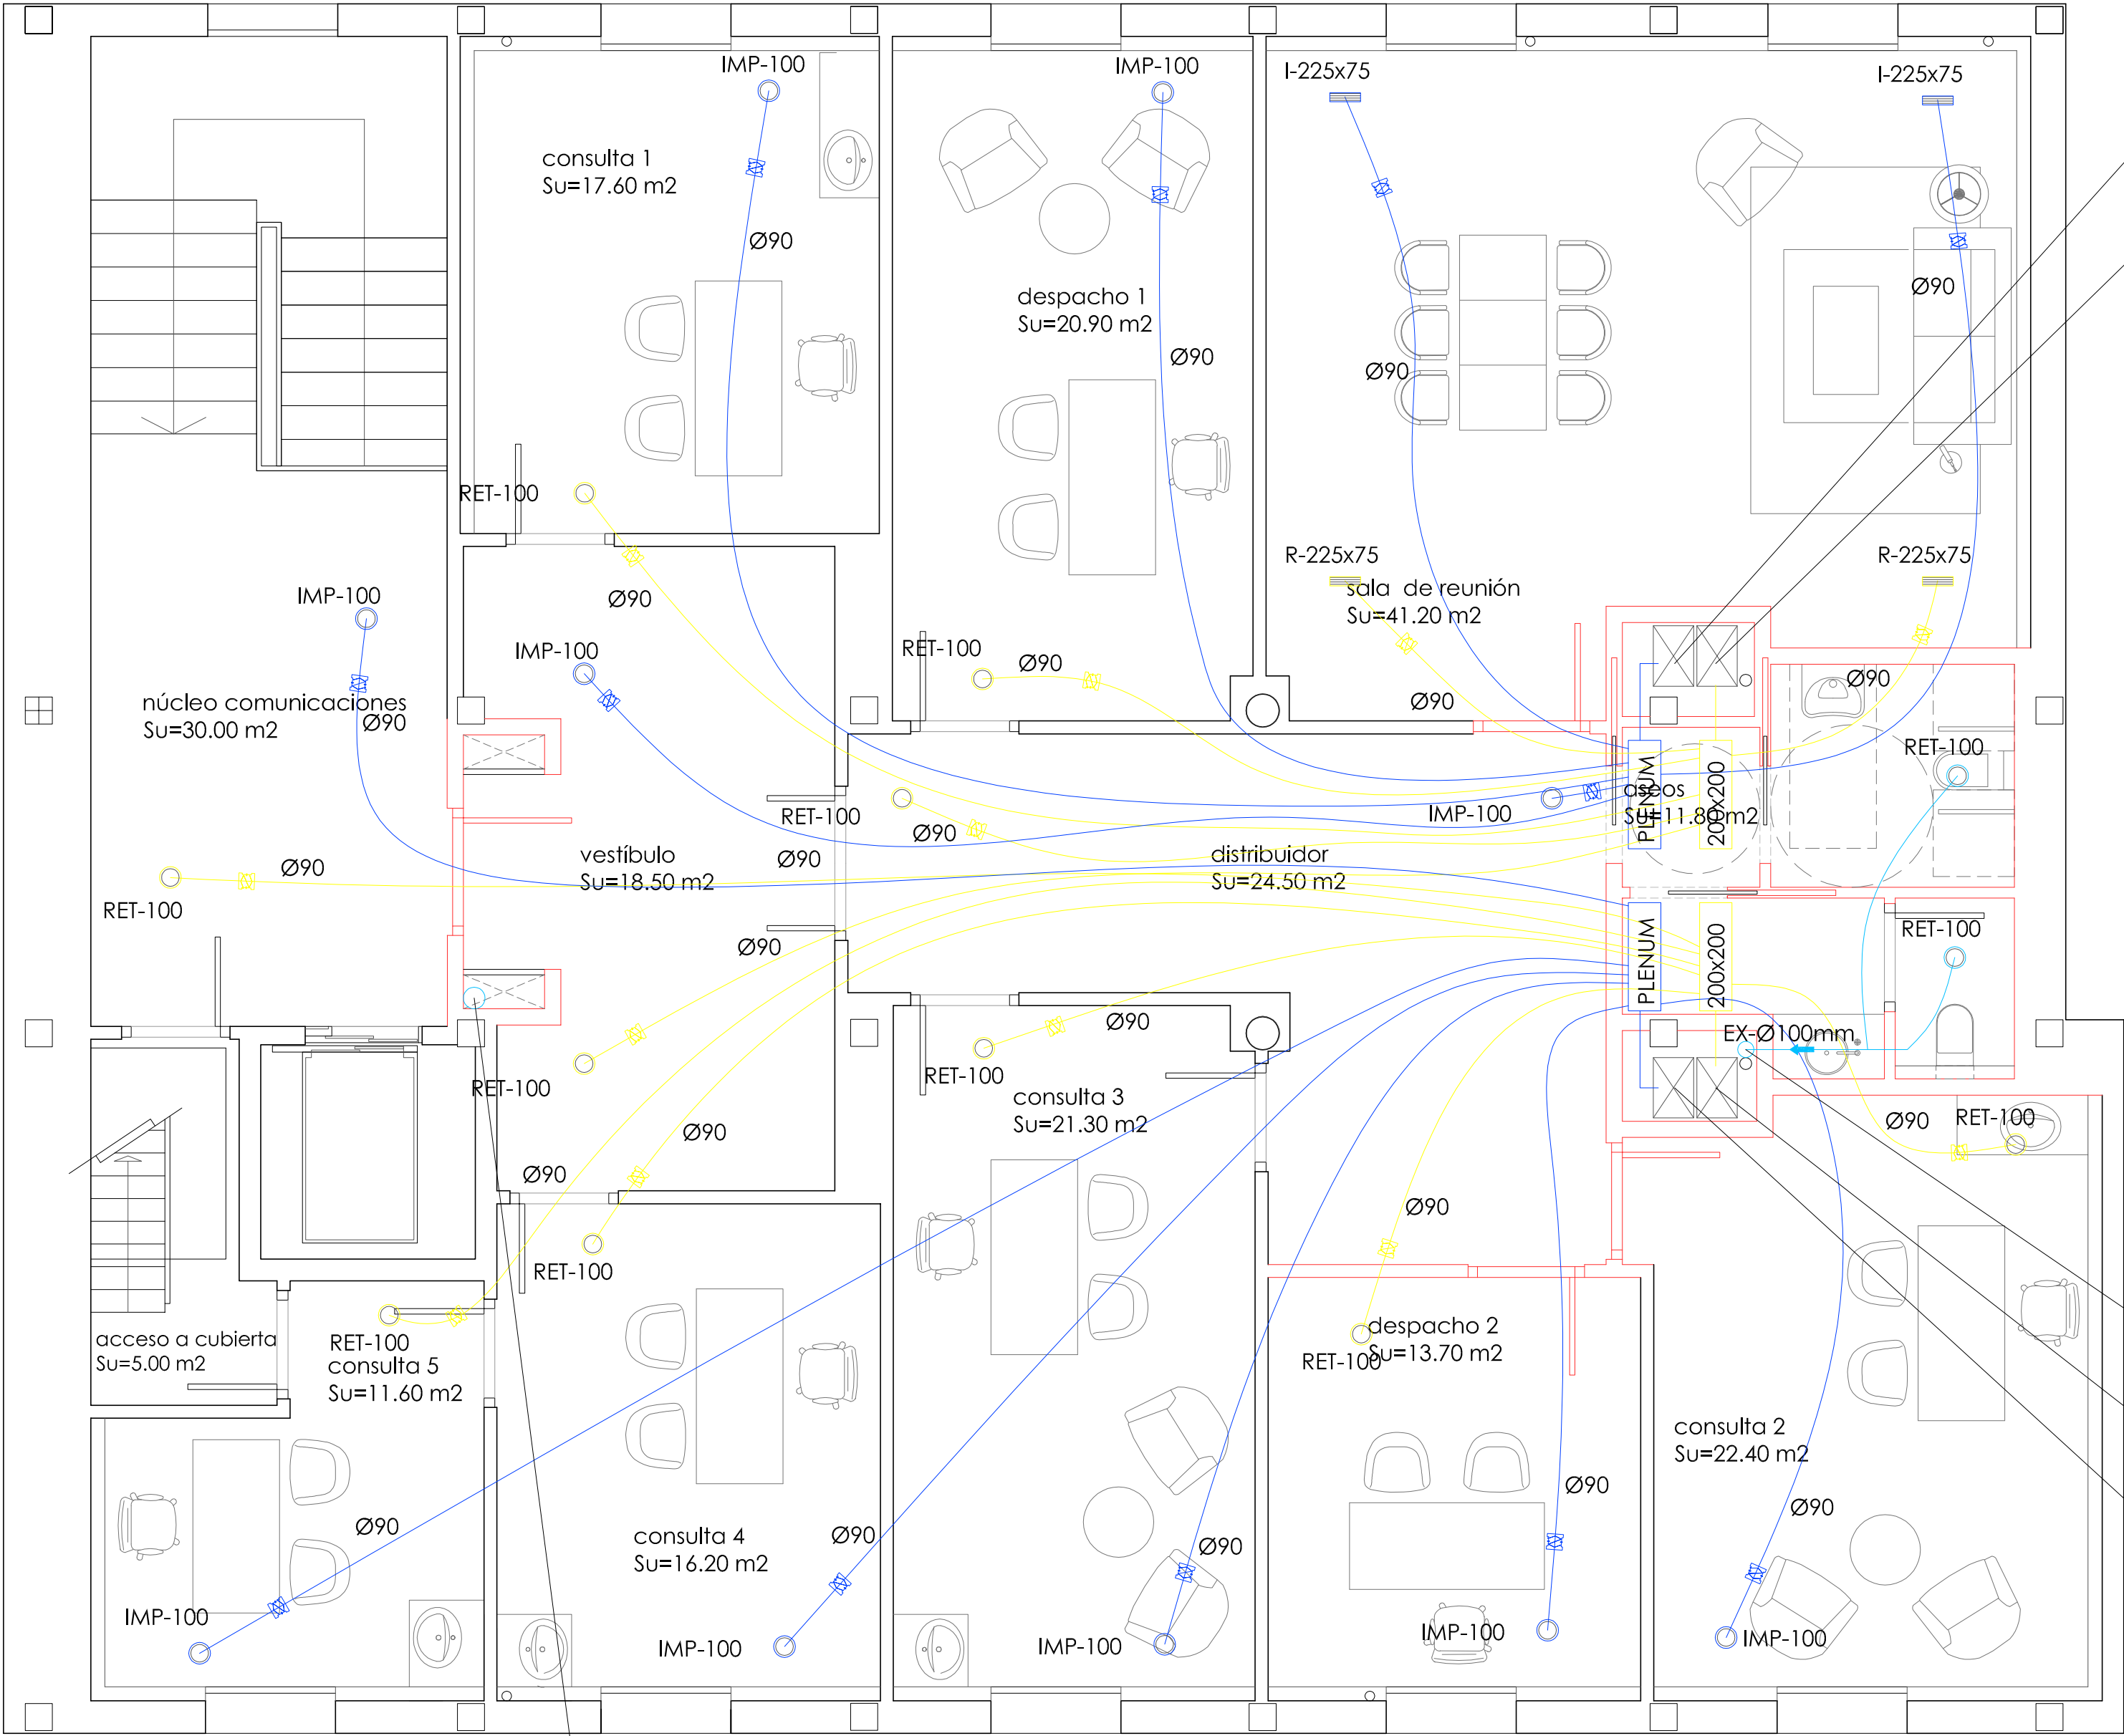 IMP-100
IMP-100
I-225x75
I-225x75
consulta 1
Su=17.60 m2
Ø90
despacho 1
Su=20.90 m2
Ø90
Ø90
Ø90
RET-100
R-225x75
R-225x75
IMP-100
Ø90
sala de reunión
Su=41.20 m2
IMP-100
RET-100
Ø90
Ø90
núcleo comunicaciones
Su=30.00 m2
Ø90
Ø90
RET-100
PLENUM
200x200
IMP-100
aseos
Su=11.80 m2
RET-100
Ø90
Ø90
vestíbulo
Su=18.50 m2
distribuidor
Su=24.50 m2
Ø90
RET-100
Ø90
PLENUM
200x200
RET-100
Ø90
EX-Ø100mm
RET-100
RET-100
consulta 3
Su=21.30 m2
Ø90
Ø90
RET-100
Ø90
RET-100
Ø90
acceso a cubierta
Su=5.00 m2
RET-100
consulta 5
Su=11.60 m2
despacho 2
Su=13.70 m2
RET-100
consulta 2
Su=22.40 m2
Ø90
Ø90
Ø90
consulta 4
Su=16.20 m2
Ø90
Ø90
IMP-100
IMP-100
IMP-100
IMP-100
IMP-100